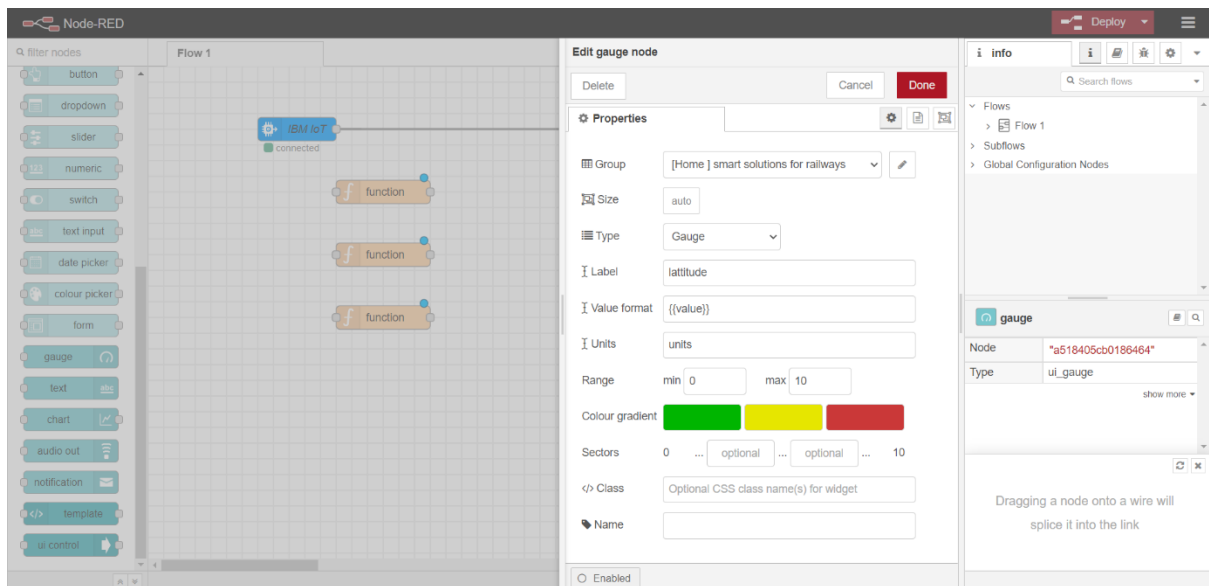 Node-RED
Deploy
filter nodes
button
dropdown
slider
123
numeric
switch
abc
text input
date picker
colour picker
form
gauge
text
abc
chart
audio out
notification
</>
template
ui control
Flow 1
IBM IoT
connected
f
function
f
function
f
function
Edit gauge node
Delete
Cancel
Done
Properties
Group
[Home ] smart solutions for railways
Size
auto
Type
Gauge
Label
lattitude
Value format
{{value}}
Units
units
Range
min 0
max 10
Colour gradient
Sectors
0 ... optional ... optional ... 10
</> Class
Optional CSS class name(s) for widget
Name
Enabled
i info
i
Search flows
Flows
Flow 1
Subflows
Global Configuration Nodes
gauge
Node
"a518405cb0186464"
Type
ui_gauge
show more
Dragging a node onto a wire will
splice it into the link